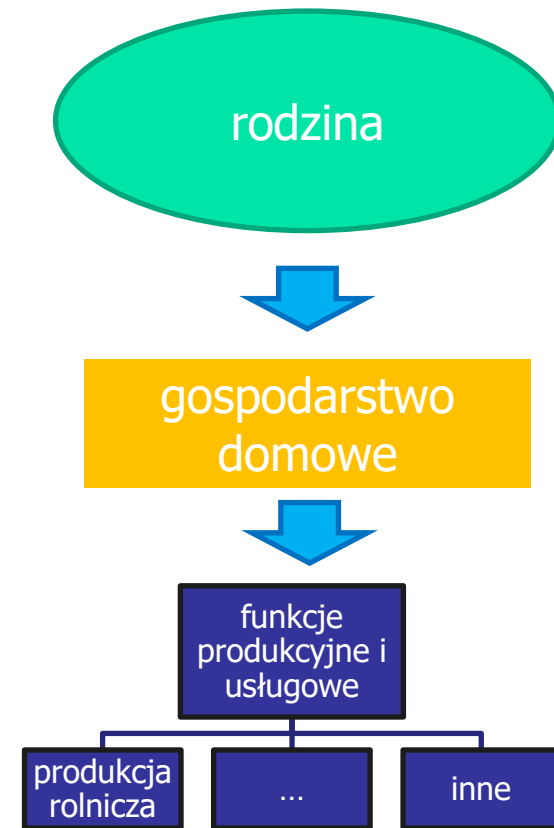 rodzina
gospodarstwo
domowe
funkcje
produkcyjne i
usługowe
produkcja
rolnicza
...
inne